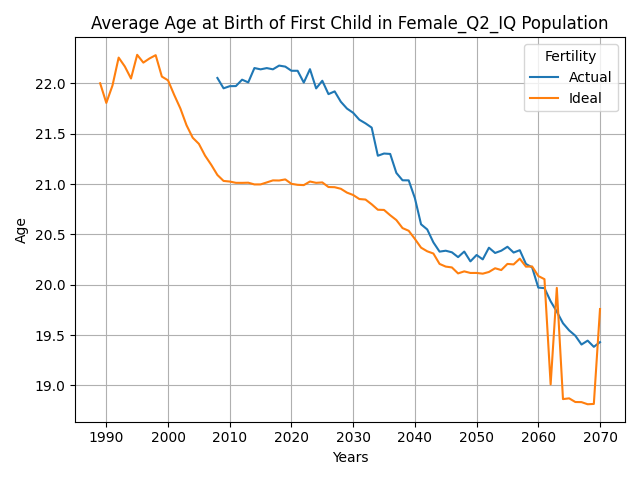 Average Age at Birth of First Child in Female_Q2_IQ Population
Fertility
Actual
Ideal
22.0
21.5
21.0
20.5
20.0
19.5
19.0
Age
1990 2000 2010 2020 2030 2040 2050 2060 2070
Years